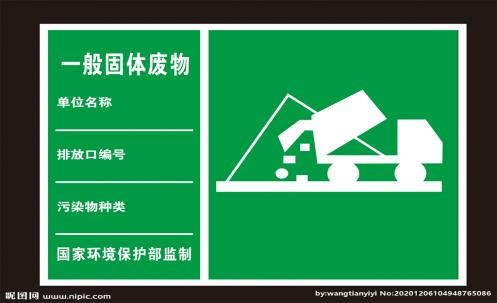 一般固体废物
单位名称
排放口编号
污染物种类
国家环境保护部监制
昵图网 www.nipic.com
by:wangtianyiyi No:20201206104948765086